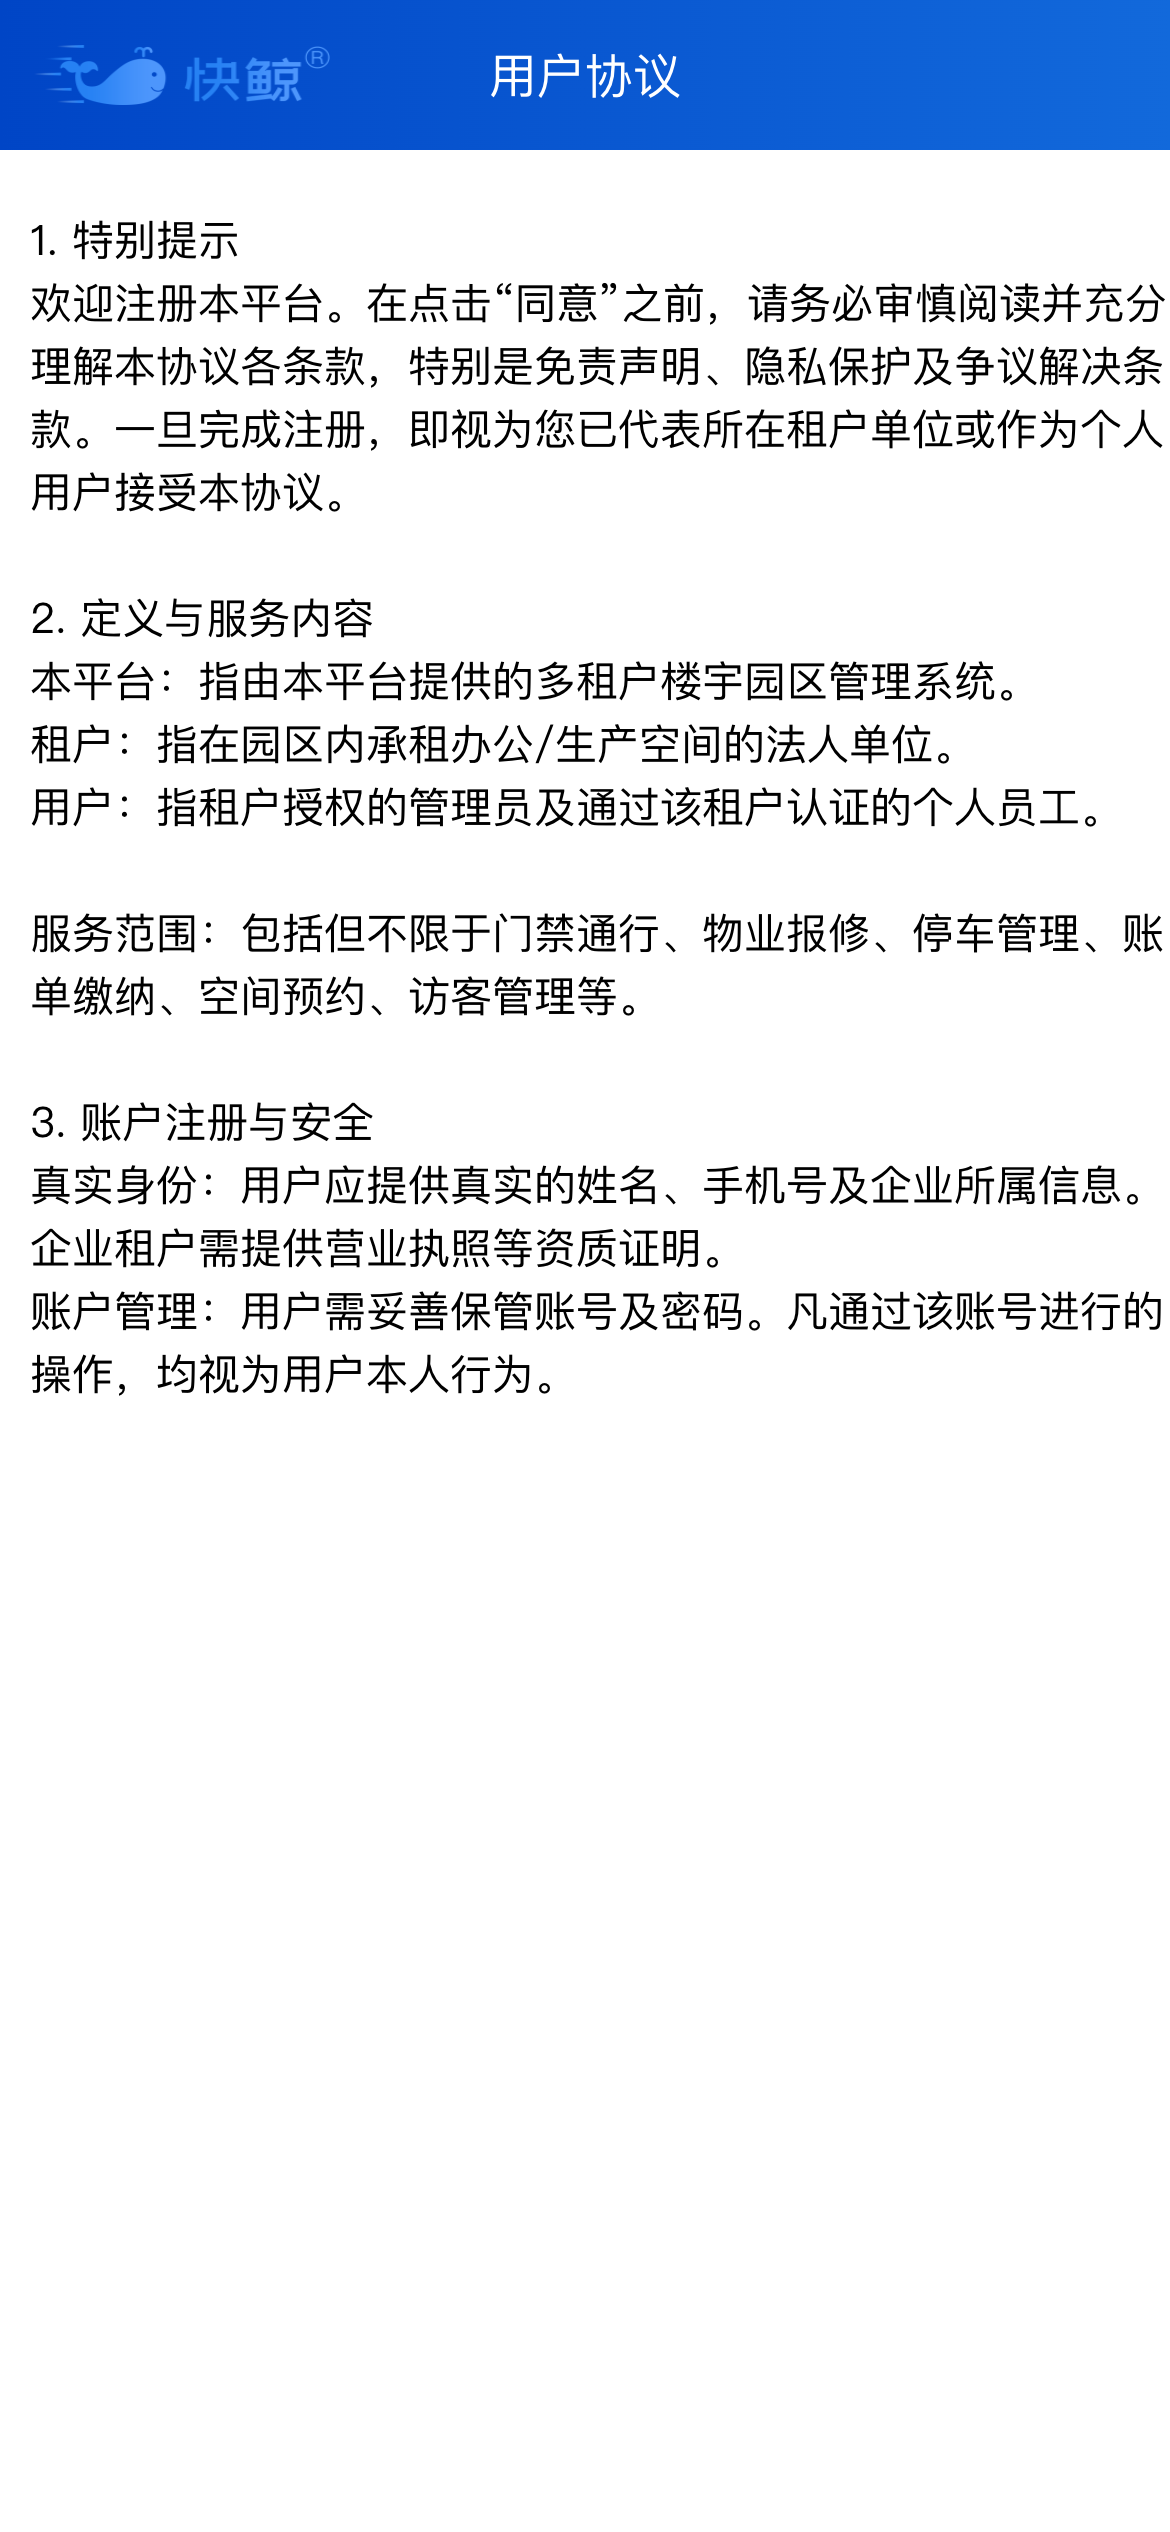 快鲸®
用户协议
1. 特别提示
欢迎注册本平台。在点击“同意”之前，请务必审慎阅读并充分
理解本协议各条款，特别是免责声明、隐私保护及争议解决条
款。一旦完成注册，即视为您已代表所在租户单位或作为个人
用户接受本协议。
2. 定义与服务内容
本平台：指由本平台提供的多租户楼宇园区管理系统。
租户：指在园区内承租办公/生产空间的法人单位。
用户：指租户授权的管理员及通过该租户认证的个人员工。
服务范围：包括但不限于门禁通行、物业报修、停车管理、账
单缴纳、空间预约、访客管理等。
3. 账户注册与安全
真实身份：用户应提供真实的姓名、手机号及企业所属信息。
企业租户需提供营业执照等资质证明。
账户管理：用户需妥善保管账号及密码。凡通过该账号进行的
操作，均视为用户本人行为。